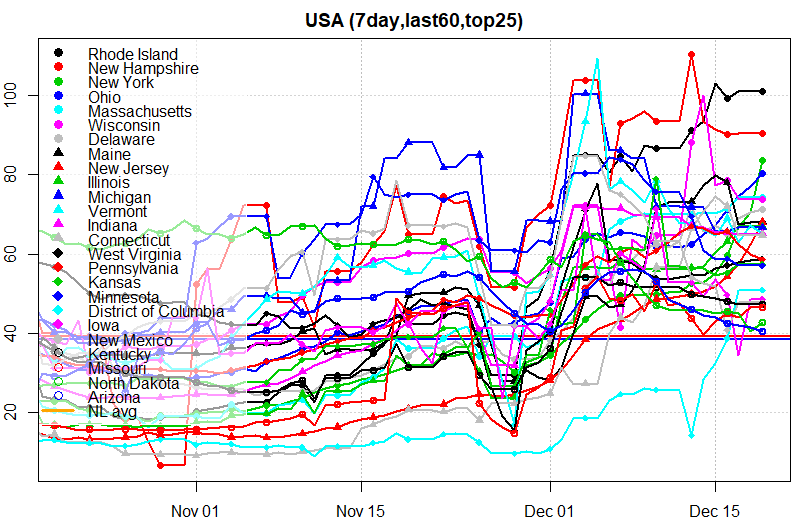 USA (7day,last60,top25)
Rhode Island
New Hampshire
New York
Ohio
Massachusetts
Wisconsin
Delaware
Maine
New Jersey
Illinois
Michigan
Vermont
Indiana
Connecticut
West Virginia
Pennsylvania
Kansas
Minnesota
District of Columbia
Iowa
New Mexico
Kentucky
Missouri
North Dakota
Arizona
NL avg
100
80
60
40
20
Nov 01
Nov 15
Dec 01
Dec 15